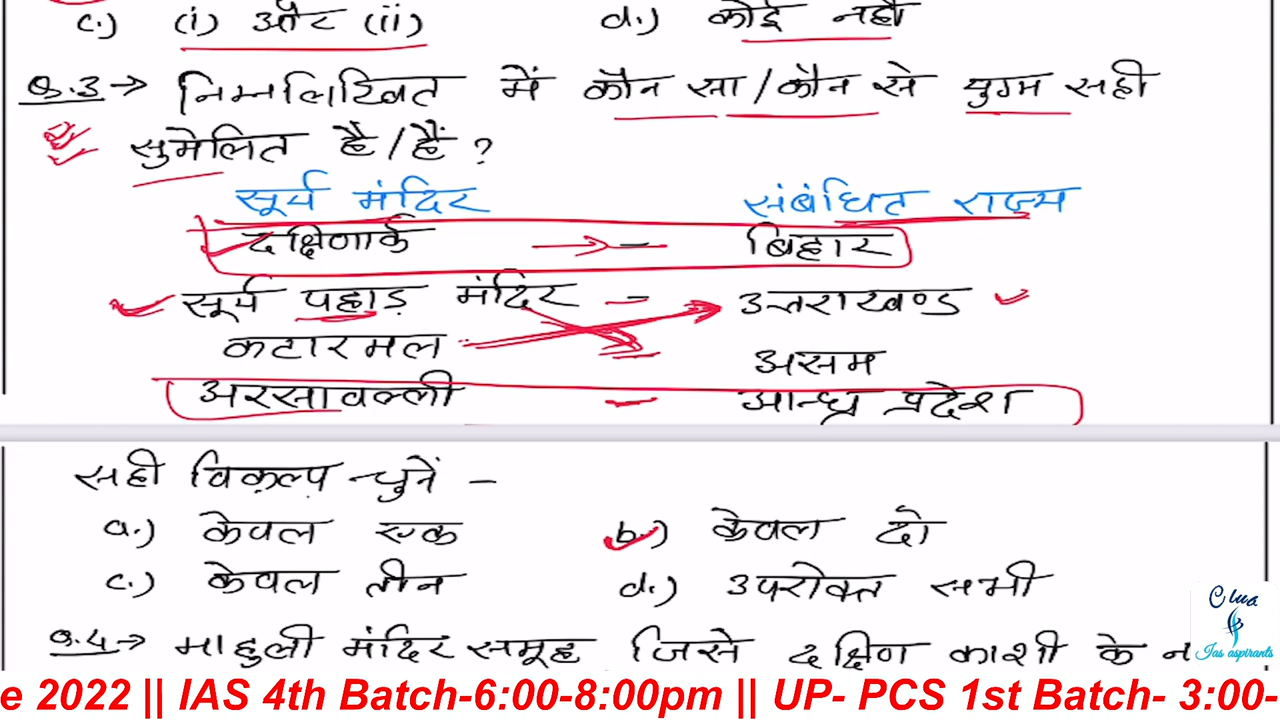 c.) (i) और (ii) d.) कोई नहीं
Q.3→ निम्नलिखित में कौन सा / कौन से युग्म सही
सुमेलित है / हैं ?
सूर्य मंदिर संबंधित राज्य
दक्षिणार्क → - बिहार
सूर्य पहाड़ मंदिर - उत्तराखण्ड
कटारमल - असम
अरसावल्ली - आन्ध्र प्रदेश
सही विकल्प चुनें -
a.) केवल एक b.) केवल दो
c.) केवल तीन d.) उपरोक्त सभी
Q.4→ माहुली मंदिर समूह जिसे दक्षिण काशी के न
Clue
Ias aspirants
e 2022 || IAS 4th Batch-6:00-8:00pm || UP- PCS 1st Batch- 3:00-